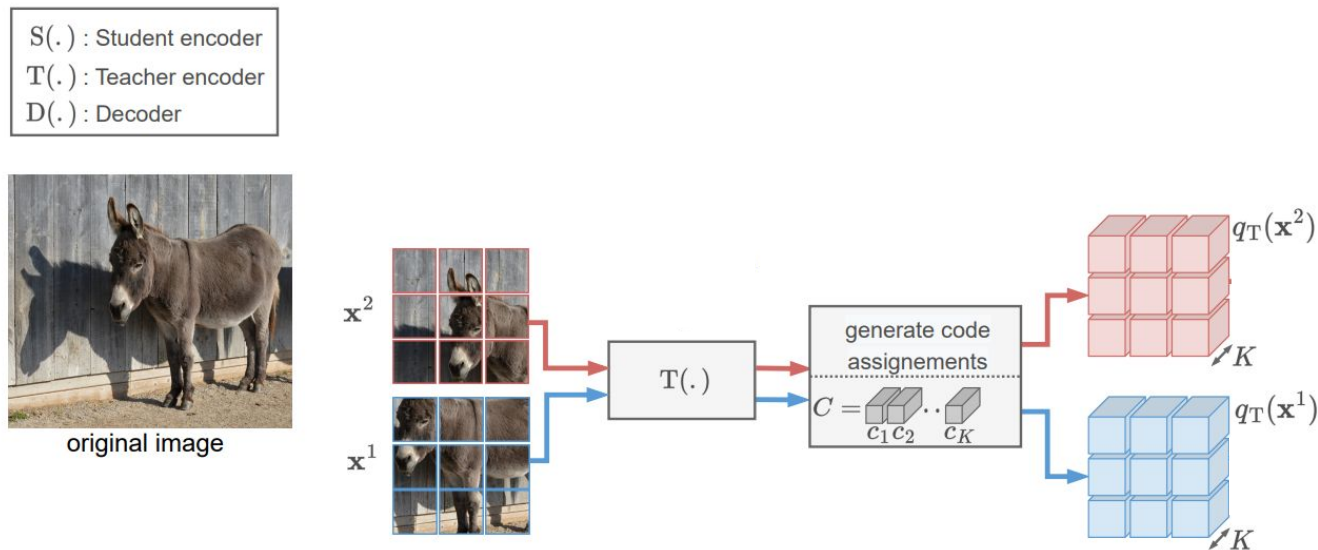 S(.) : Student encoder
T(.) : Teacher encoder
D(.) : Decoder
original image
x²
x¹
T(.)
generate code
assignements
C =
. .
c₁ c₂ c_K
q_T(x²)
K
q_T(x¹)
K